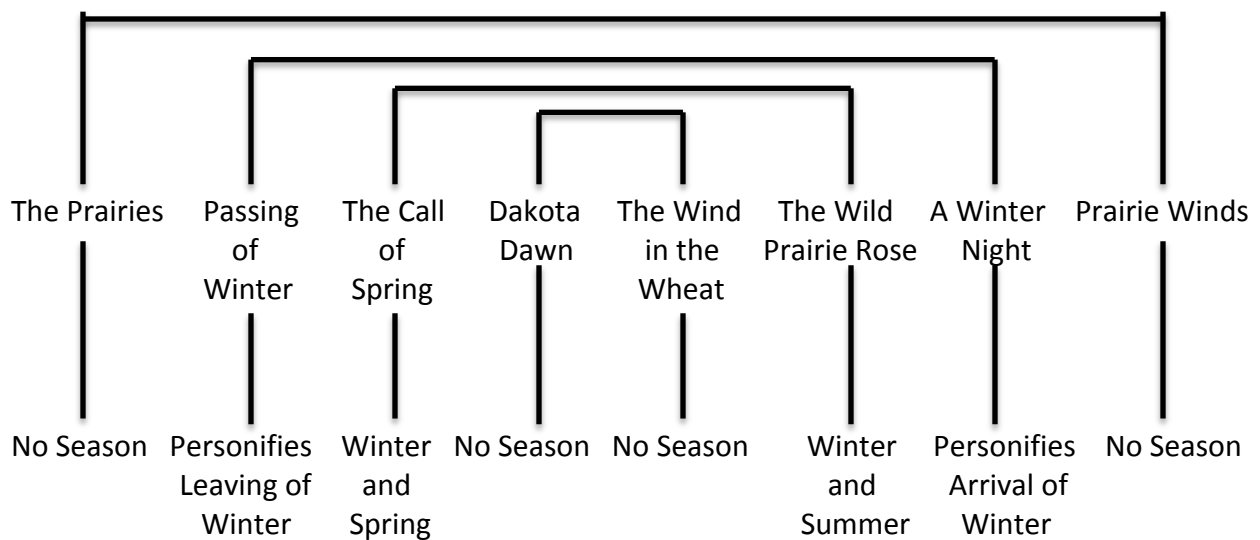 The Prairies
Passing
of
Winter
The Call
of
Spring
Dakota
Dawn
The Wind
in the
Wheat
The Wild
Prairie Rose
A Winter
Night
Prairie Winds
No Season
Personifies
Leaving of
Winter
Winter
and
Spring
No Season
No Season
Winter
and
Summer
Personifies
Arrival of
Winter
No Season